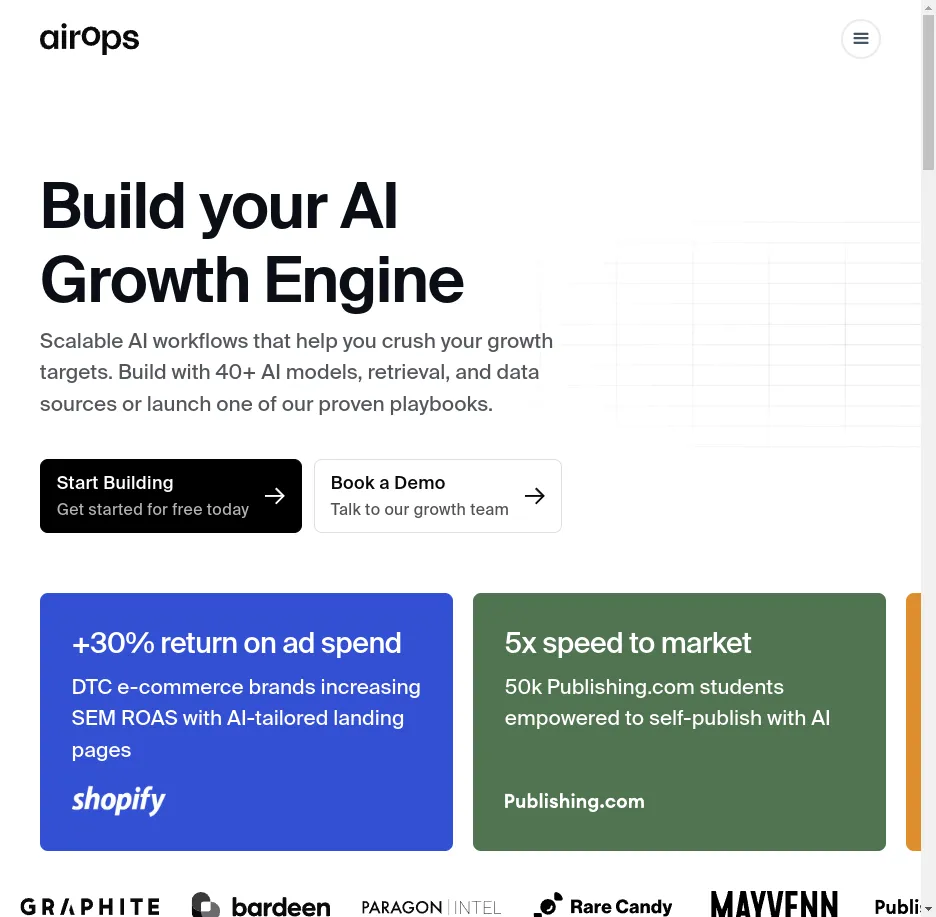 airOps
Build your AI
Growth Engine
Scalable AI workflows that help you crush your growth
targets. Build with 40+ AI models, retrieval, and data
sources or launch one of our proven playbooks.
Start Building
Get started for free today
Book a Demo
Talk to our growth team
+30% return on ad spend
DTC e-commerce brands increasing
SEM ROAS with AI-tailored landing
pages
shopify
5x speed to market
50k Publishing.com students
empowered to self-publish with AI
Publishing.com
GRAPHITE bardeen PARAGON | INTEL Rare Candy MAYVENN